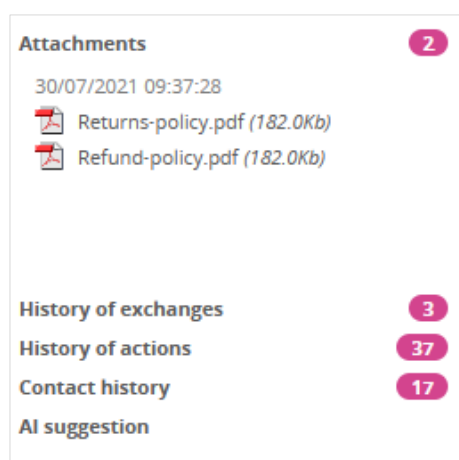 Attachments 2
30/07/2021 09:37:28
Returns-policy.pdf (182.0Kb)
Refund-policy.pdf (182.0Kb)
History of exchanges 3
History of actions 37
Contact history 17
AI suggestion